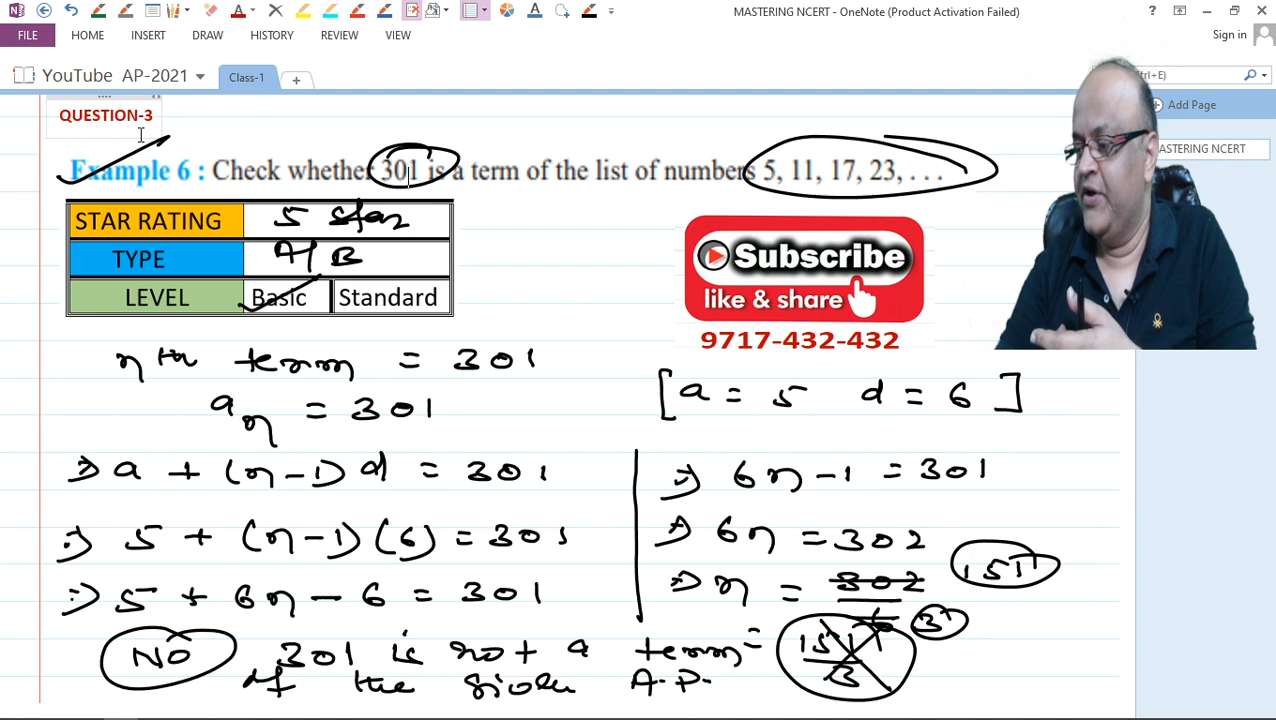 MASTERING NCERT - OneNote (Product Activation Failed)
FILE HOME INSERT DRAW HISTORY REVIEW VIEW
Sign in
YouTube AP-2021
Class-1
trl+E)
QUESTION-3
Add Page
MASTERING NCERT
Example 6 : Check whether 301 is a term of the list of numbers 5, 11, 17, 23, . . .
STAR RATING 5 star
TYPE A/B
LEVEL Basic Standard
Subscribe
like & share
9717-432-432
nth term = 301
an = 301
[a = 5 d = 6]
⇒ a + (n-1) d = 301
⇒ 5 + (n-1) (6) = 301
⇒ 5 + 6n - 6 = 301
⇒ 6n - 1 = 301
⇒ 6n = 302
⇒ n = 302/6
151
3
= 151/3
NO
301 is not a term
of the given A.P.